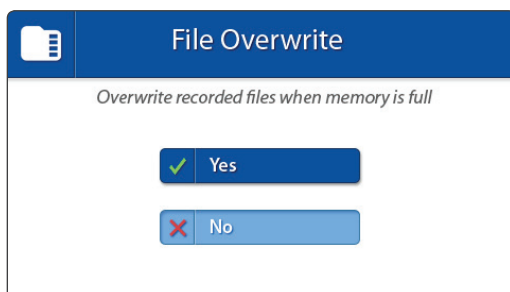 File Overwrite
Overwrite recorded files when memory is full
Yes
No